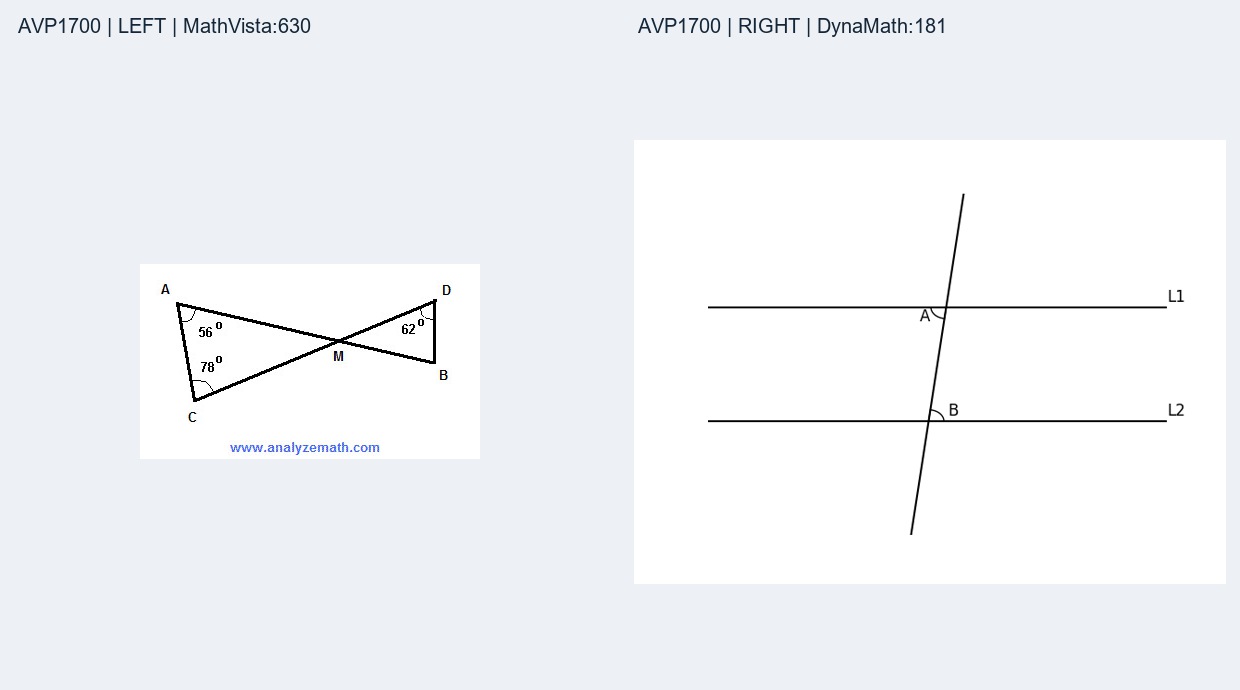 AVP1700 | LEFT | MathVista:630
A
D
56°
62°
M
78°
B
C
www.analyzemath.com
AVP1700 | RIGHT | DynaMath:181
L1
A
B
L2